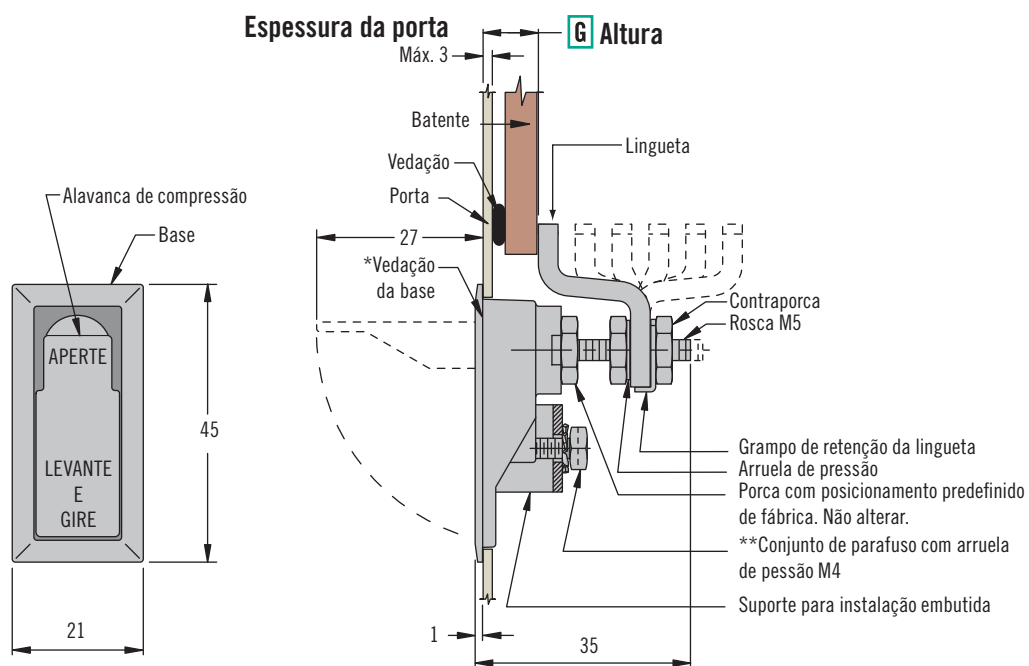 Espessura da porta
G Altura
Máx. 3
Batente
Lingueta
Vedação
Alavanca de compressão
Porta
Base
27
*Vedação
da base
Contraporca
Rosca M5
APERTE
45
LEVANTE
E
GIRE
Grampo de retenção da lingueta
Arruela de pressão
Porca com posicionamento predefinido
de fábrica. Não alterar.
**Conjunto de parafuso com arruela
de pessão M4
Suporte para instalação embutida
21
1
35